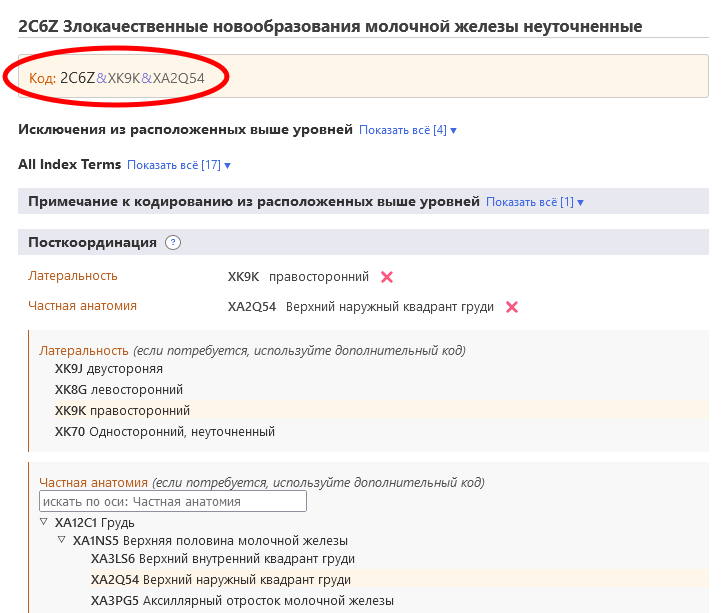 2C6Z Злокачественные новообразования молочной железы неуточненные
Код: 2C6Z&XK9K&XA2Q54
Исключения из расположенных выше уровней Показать всё [4] ▼
All Index Terms Показать всё [17] ▼
Примечание к кодированию из расположенных выше уровней Показать всё [1] ▼
Посткоординация ?
Латеральность XK9K правосторонний
Частная анатомия XA2Q54 Верхний наружный квадрант груди
Латеральность (если потребуется, используйте дополнительный код)
XK9J двустороняя
XK8G левосторонний
XK9K правосторонний
XK70 Односторонний, неуточненный
Частная анатомия (если потребуется, используйте дополнительный код)
искать по оси: Частная анатомия
XA12C1 Грудь
XA1NS5 Верхняя половина молочной железы
XA3LS6 Верхний внутренний квадрант груди
XA2Q54 Верхний наружный квадрант груди
XA3PG5 Аксиллярный отросток молочной железы